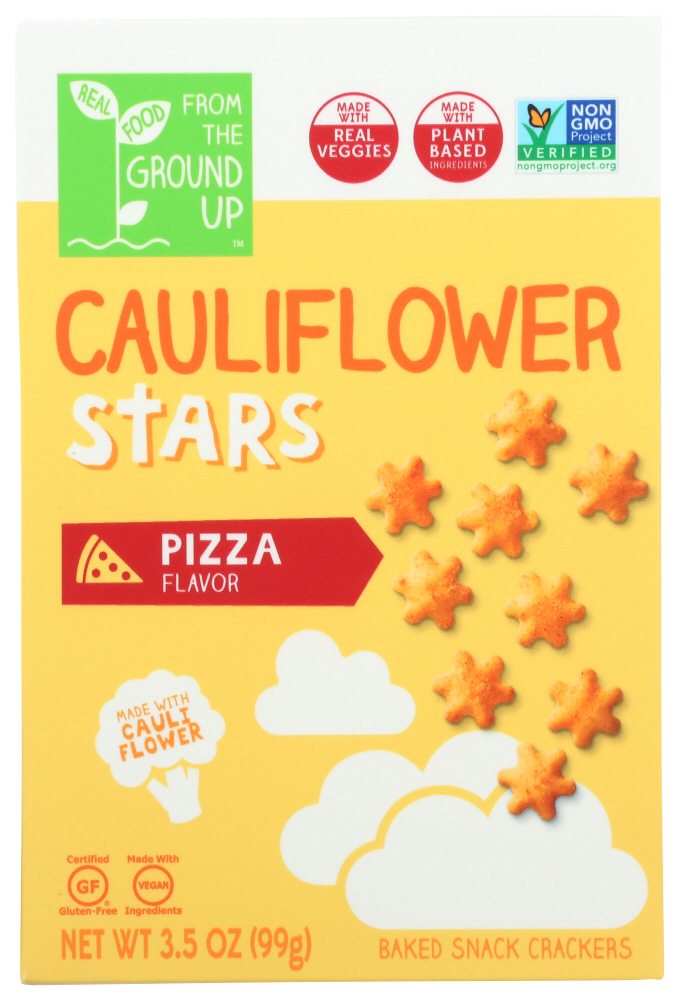 REAL
FOOD
FROM
THE
GROUND
UP
TM
MADE
WITH
REAL
VEGGIES
MADE
WITH
PLANT
BASED
INGREDIENTS
NON
GMO
Project
VERIFIED
nongmoproject.org
CAULIFLOWER
STARS
PIZZA
FLAVOR
MADE WITH
CAULI
FLOWER
Certified
GF
®
Gluten-Free
Made With
VEGAN
Ingredients
NET WT 3.5 OZ (99g)
BAKED SNACK CRACKERS